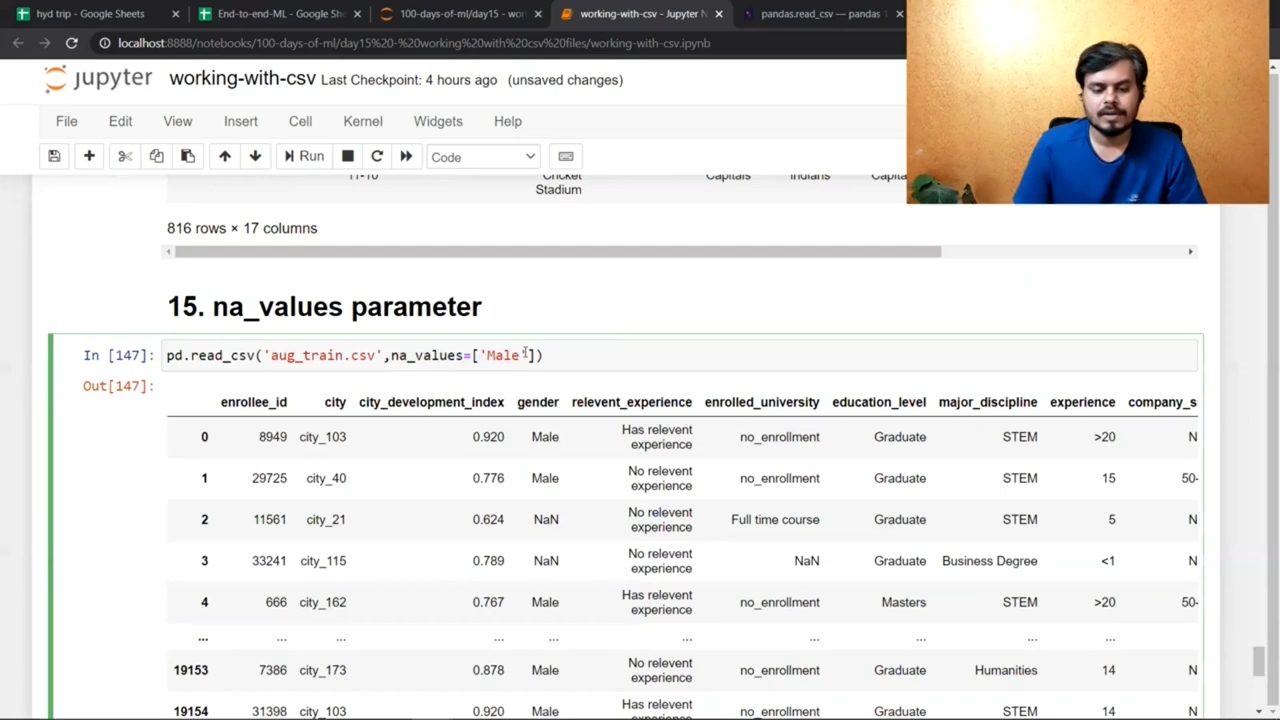 hyd trip - Google Sheets
End-to-end-ML - Google She
100-days-of-ml/day15 - wor
working-with-csv - Jupyter N
pandas.read_csv — pandas 1
localhost:8888/notebooks/100-days-of-ml/day15%20-%20working%20with%20csv%20files/working-with-csv.ipynb
jupyter working-with-csv Last Checkpoint: 4 hours ago (unsaved changes)
File Edit View Insert Cell Kernel Widgets Help
Run Code
11-10 Cricket Capitals Indians Capita
Stadium
816 rows × 17 columns
15. na_values parameter
In [147]: pd.read_csv('aug_train.csv',na_values=['Male'])
Out[147]:
enrollee_id city city_development_index gender relevent_experience enrolled_university education_level major_discipline experience company_s
0 8949 city_103 0.920 Male Has relevent experience no_enrollment Graduate STEM >20 N
1 29725 city_40 0.776 Male No relevent experience no_enrollment Graduate STEM 15 50-
2 11561 city_21 0.624 NaN No relevent experience Full time course Graduate STEM 5 N
3 33241 city_115 0.789 NaN No relevent experience NaN Graduate Business Degree <1 N
4 666 city_162 0.767 Male Has relevent experience no_enrollment Masters STEM >20 50-
... ... ... ... ... ... ... ... ... ...
19153 7386 city_173 0.878 Male No relevent experience no_enrollment Graduate Humanities 14 N
19154 31398 city_103 0.920 Male Has relevent no_enrollment Graduate STEM 14 N